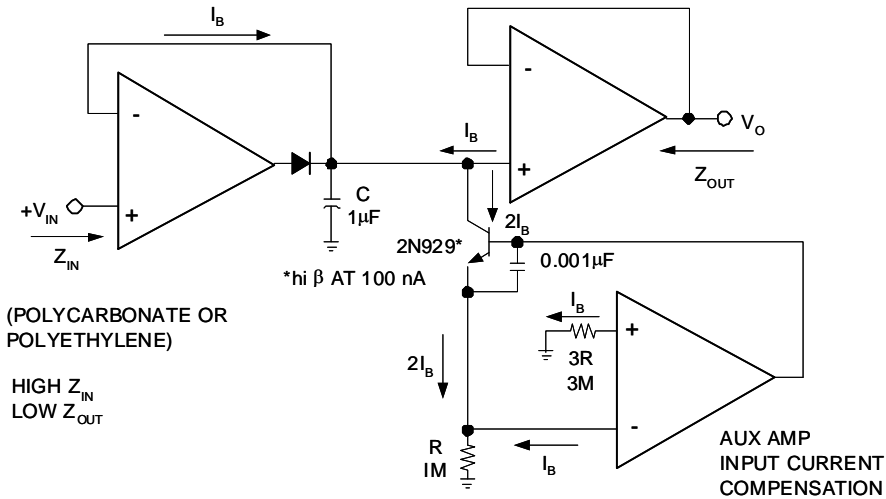 I_B
-
-
+V_IN
+
Z_IN
C
1µF
*hi β AT 100 nA
I_B
+
V_O
Z_OUT
2I_B
2N929*
0.001µF
(POLYCARBONATE OR
POLYETHYLENE)
HIGH Z_IN
LOW Z_OUT
2I_B
I_B
+
3R
3M
-
I_B
R
1M
AUX AMP
INPUT CURRENT
COMPENSATION